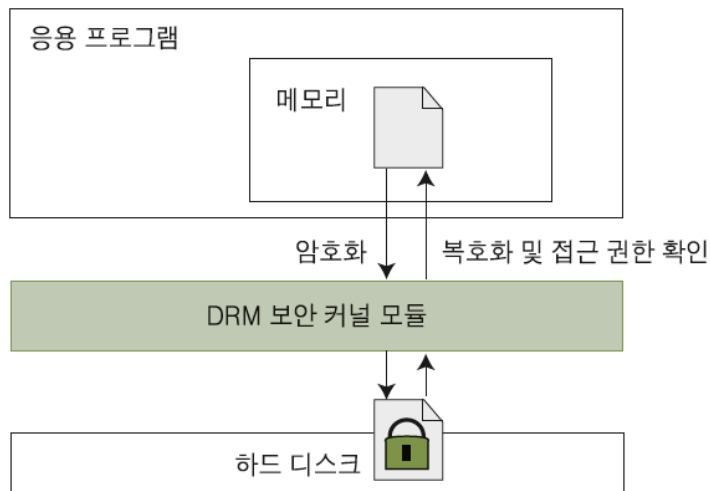 응용 프로그램
메모리
암호화
복호화 및 접근 권한 확인
DRM 보안 커널 모듈
하드 디스크